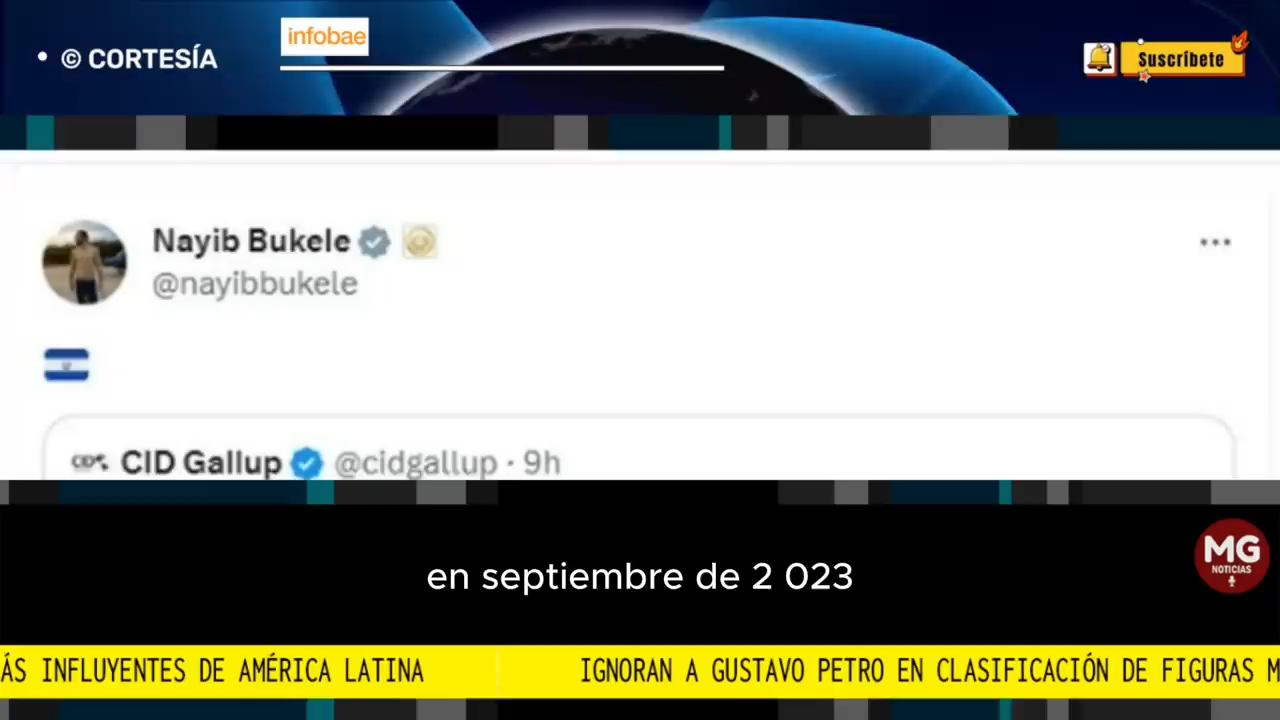 • © CORTESÍA
infobae
Suscríbete
Nayib Bukele
@nayibbukele
CID Gallup @cidgallup · 9h
en septiembre de 2 023
MG
NOTICIAS
ÁS INFLUYENTES DE AMÉRICA LATINA
IGNORAN A GUSTAVO PETRO EN CLASIFICACIÓN DE FIGURAS M